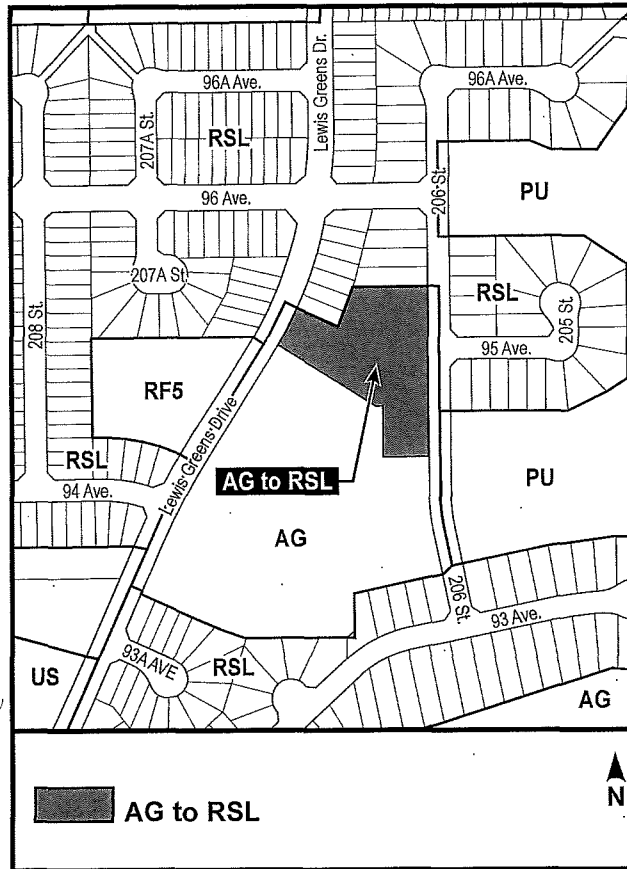 96A Ave.
Lewis Greens Dr.
96A Ave.
207A St.
RSL
206 St.
PU
96 Ave.
207A St.
RSL
205 St.
208 St.
95 Ave.
RF5
Lewis Greens Drive
RSL
AG to RSL
PU
94 Ave.
AG
206 St.
93 Ave.
93A AVE
RSL
US
AG
AG to RSL
N